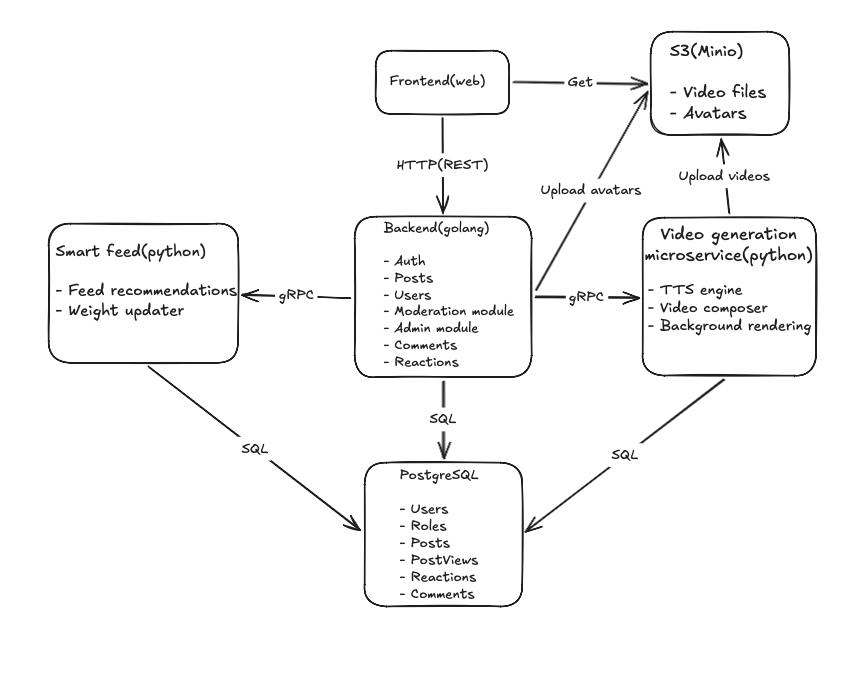 S3(Minio)
- Video files
- Avatars
Frontend(web)
Get
HTTP(REST)
Upload avatars
Upload videos
Smart feed(python)
- Feed recommendations
- Weight updater
gRPC
Backend(golang)
- Auth
- Posts
- Users
- Moderation module
- Admin module
- Comments
- Reactions
gRPC
Video generation
microservice(python)
- TTS engine
- Video composer
- Background rendering
SQL
SQL
SQL
PostgreSQL
- Users
- Roles
- Posts
- PostViews
- Reactions
- Comments